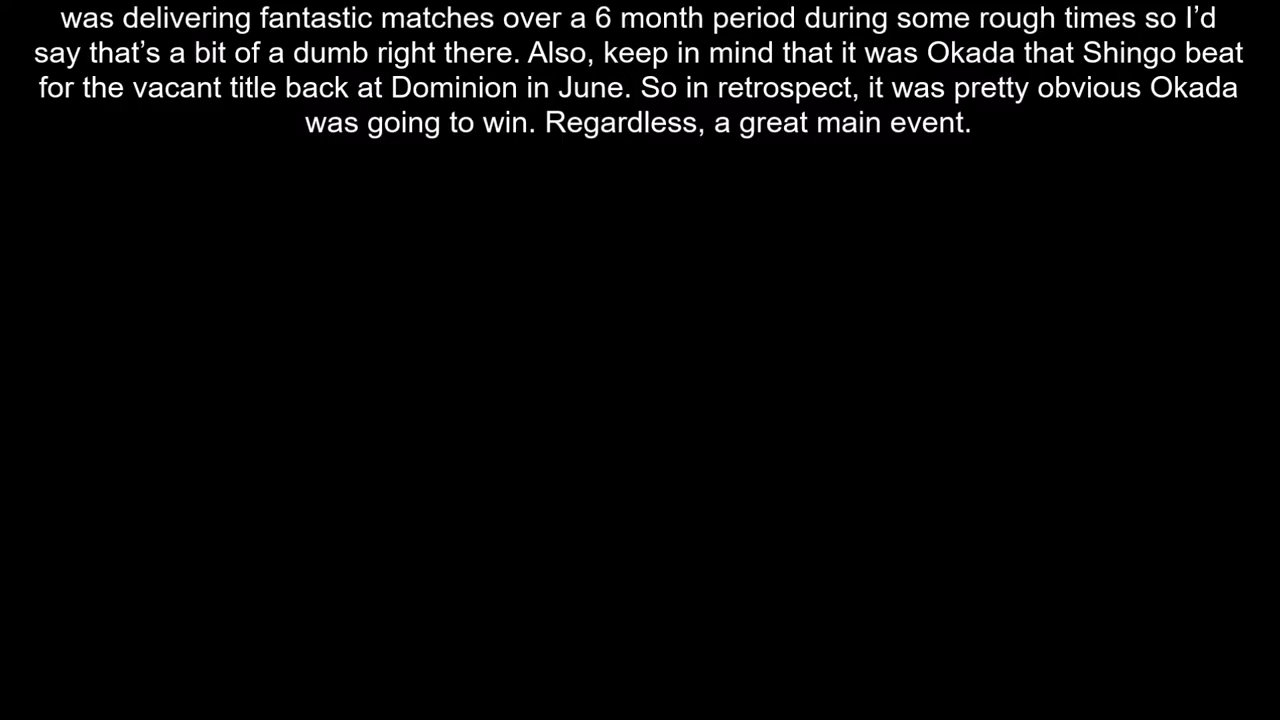 was delivering fantastic matches over a 6 month period during some rough times so I’d
say that’s a bit of a dumb right there. Also, keep in mind that it was Okada that Shingo beat
for the vacant title back at Dominion in June. So in retrospect, it was pretty obvious Okada
was going to win. Regardless, a great main event.